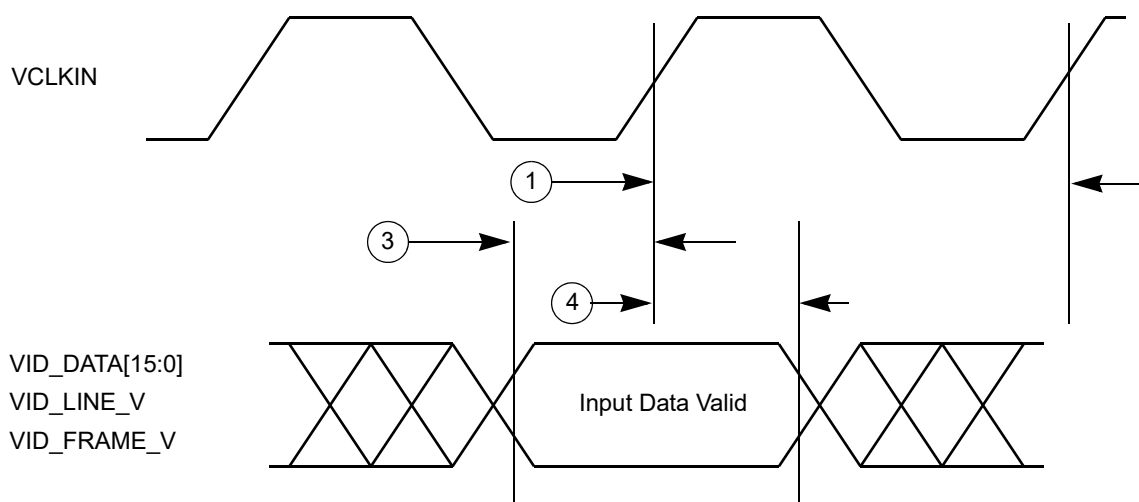 VCLKIN
1
3
4
VID_DATA[15:0]
VID_LINE_V
Input Data Valid
VID_FRAME_V